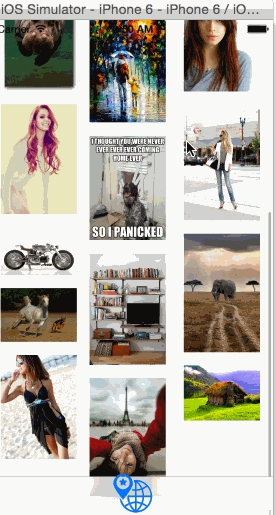 iOS Simulator - iPhone 6 - iPhone 6 / iO...
Carrier
AM
I THOUGHT YOU WERE NEVER
EVER EVER EVER COMING
HOME EVER
SO I PANICKED